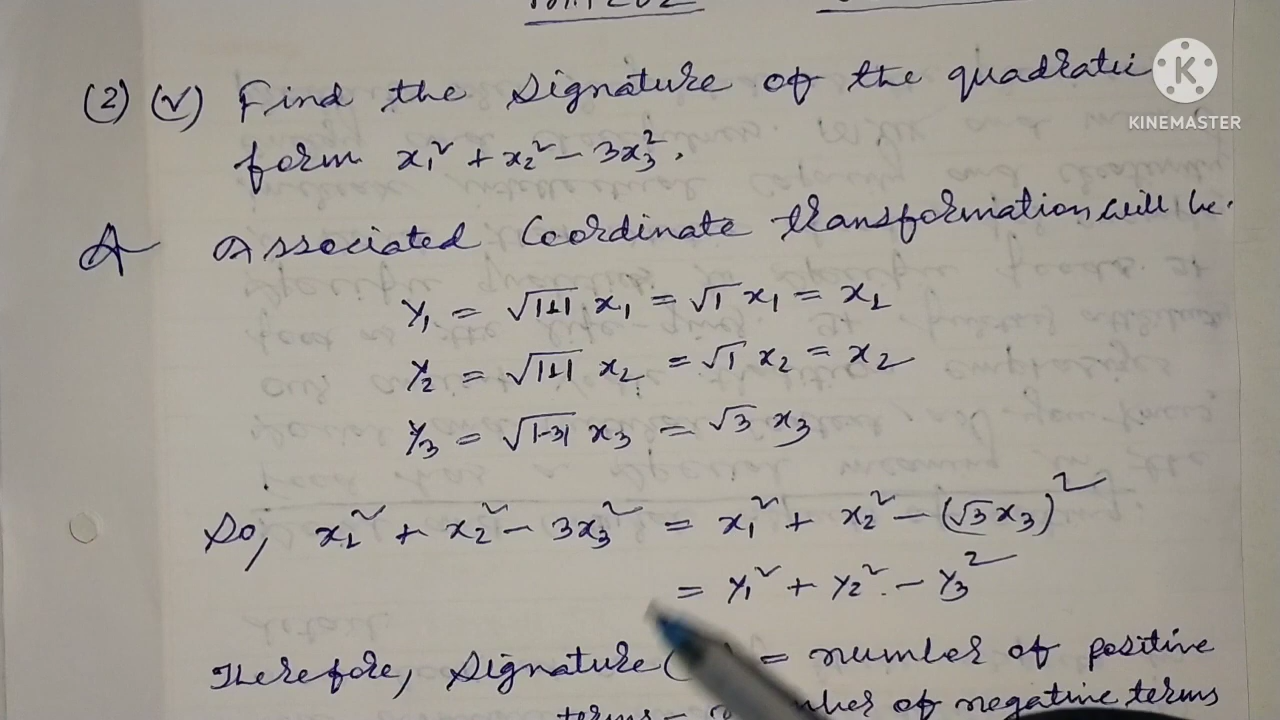 (2) (v) Find the signature of the quadratic
form x₁² + x₂² - 3x₃².
KINEMASTER
A Associated Coordinate transformation will be.
y₁ = √|1| x₁ = √1 x₁ = x₁
y₂ = √|1| x₂ = √1 x₂ = x₂
y₃ = √|-3| x₃ = √3 x₃
So, x₁² + x₂² - 3x₃² = x₁² + x₂² - (√3 x₃)²
= y₁² + y₂² - y₃²
Therefore, signature ( ) = number of positive
terms - of negative terms